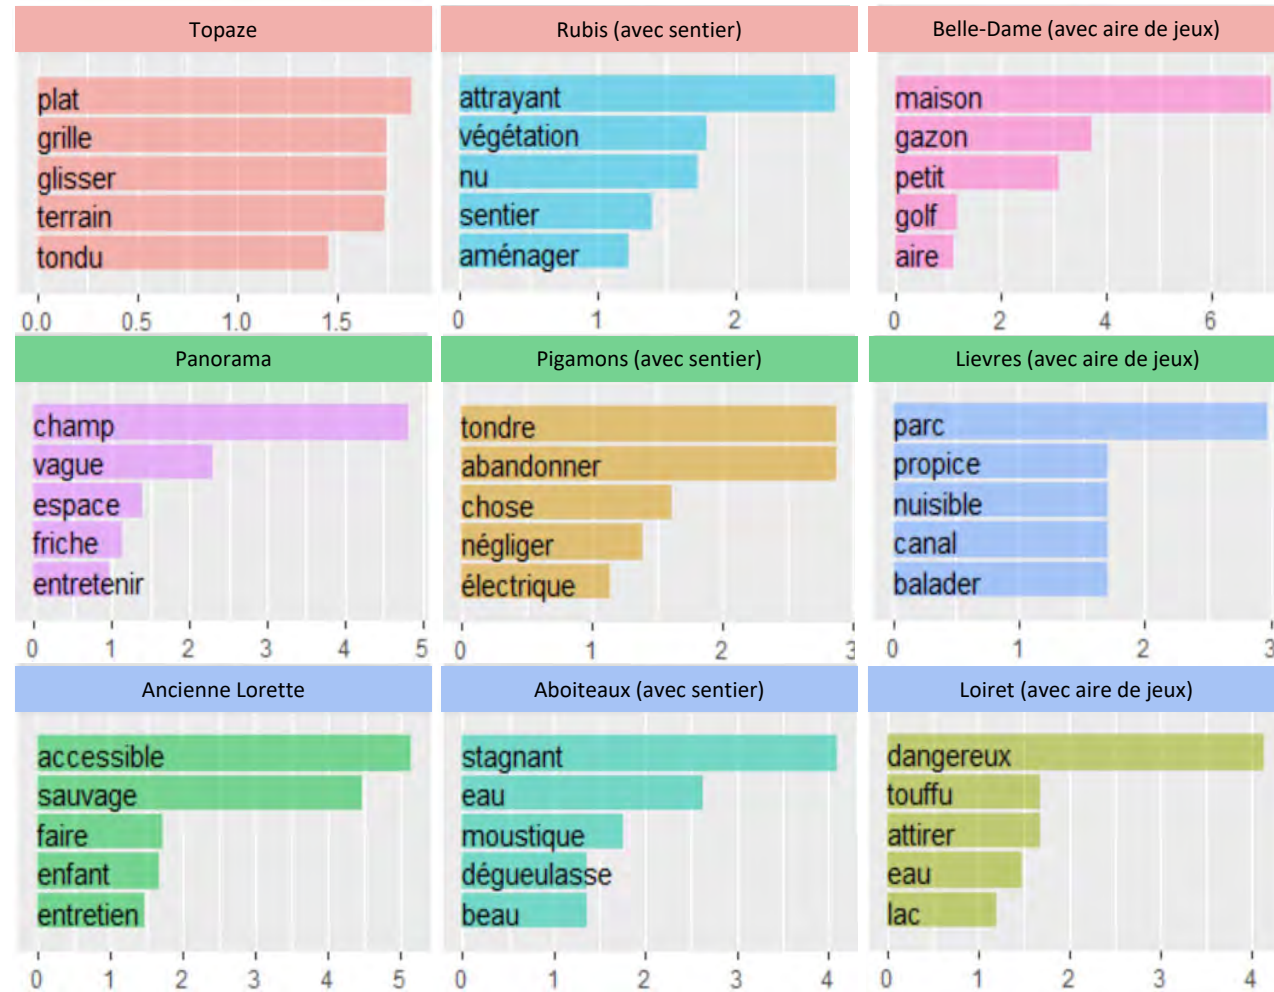 Topaze
plat
grille
glisser
terrain
tondu
0.0 0.5 1.0 1.5
Rubis (avec sentier)
attrayant
végétation
nu
sentier
aménager
0 1 2
Belle-Dame (avec aire de jeux)
maison
gazon
petit
golf
aire
0 2 4 6
Panorama
champ
vague
espace
friche
entretenir
0 1 2 3 4 5
Pigamons (avec sentier)
tondre
abandonner
chose
négliger
électrique
0 1 2 3
Lievres (avec aire de jeux)
parc
propice
nuisible
canal
balader
0 1 2 3
Ancienne Lorette
accessible
sauvage
faire
enfant
entretien
0 1 2 3 4 5
Aboiteaux (avec sentier)
stagnant
eau
moustique
dégueulasse
beau
0 1 2 3 4
Loiret (avec aire de jeux)
dangereux
touffu
attirer
eau
lac
0 1 2 3 4